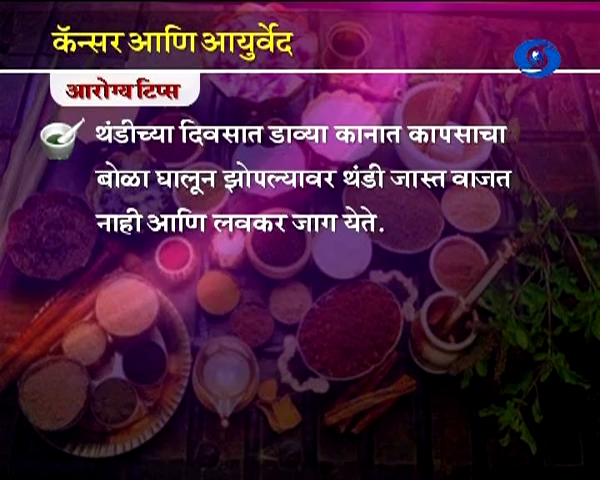 कॅन्सर आणि आयुर्वेद
आरोग्य टिप्स
थंडीच्या दिवसात डाव्या कानात कापसाचा
बोळा घालून झोपल्यावर थंडी जास्त वाजत
नाही आणि लवकर जाग येते.